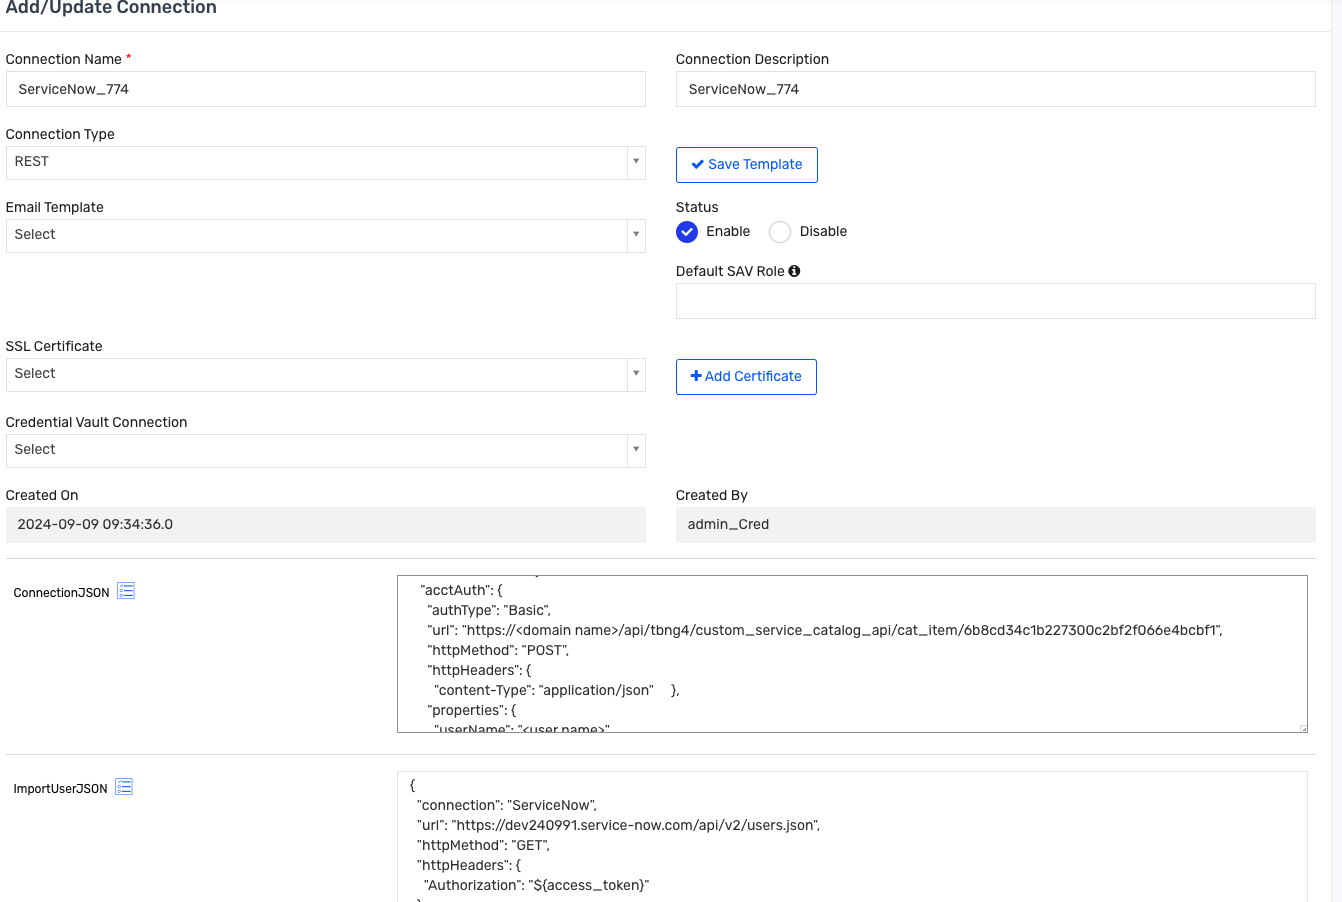 Add/Update Connection
Connection Name *
Connection Description
ServiceNow_774
ServiceNow_774
Connection Type
REST
Save Template
Email Template
Status
Select
Enable
Disable
Default SAV Role
SSL Certificate
Select
Add Certificate
Credential Vault Connection
Select
Created On
Created By
2024-09-09 09:34:36.0
admin_Cred
ConnectionJSON
"acctAuth": {
"authType": "Basic",
"url": "https://<domain name>/api/tbng4/custom_service_catalog_api/cat_item/6b8cd34c1b227300c2bf2f066e4bcbf1",
"httpMethod": "POST",
"httpHeaders": {
"content-Type": "application/json"     },
"properties": {
"userName": "<user name>"
ImportUserJSON
{
"connection": "ServiceNow",
"url": "https://dev240991.service-now.com/api/v2/users.json",
"httpMethod": "GET",
"httpHeaders": {
"Authorization": "${access_token}"